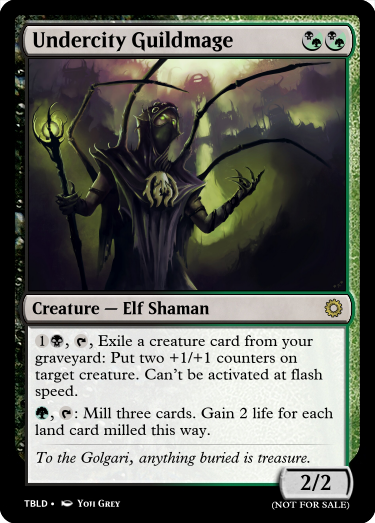 Undercity Guildmage
Creature — Elf Shaman
1, , Exile a creature card from your
graveyard: Put two +1/+1 counters on
target creature. Can't be activated at flash
speed.
, : Mill three cards. Gain 2 life for each
land card milled this way.
To the Golgari, anything buried is treasure.
2/2
TBLD • Yofi Grey
(NOT FOR SALE)